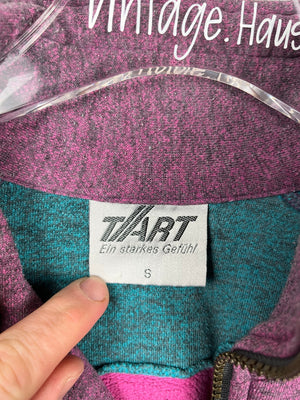 Vintage.Haus
T//ART
Ein starkes Gefühl
S